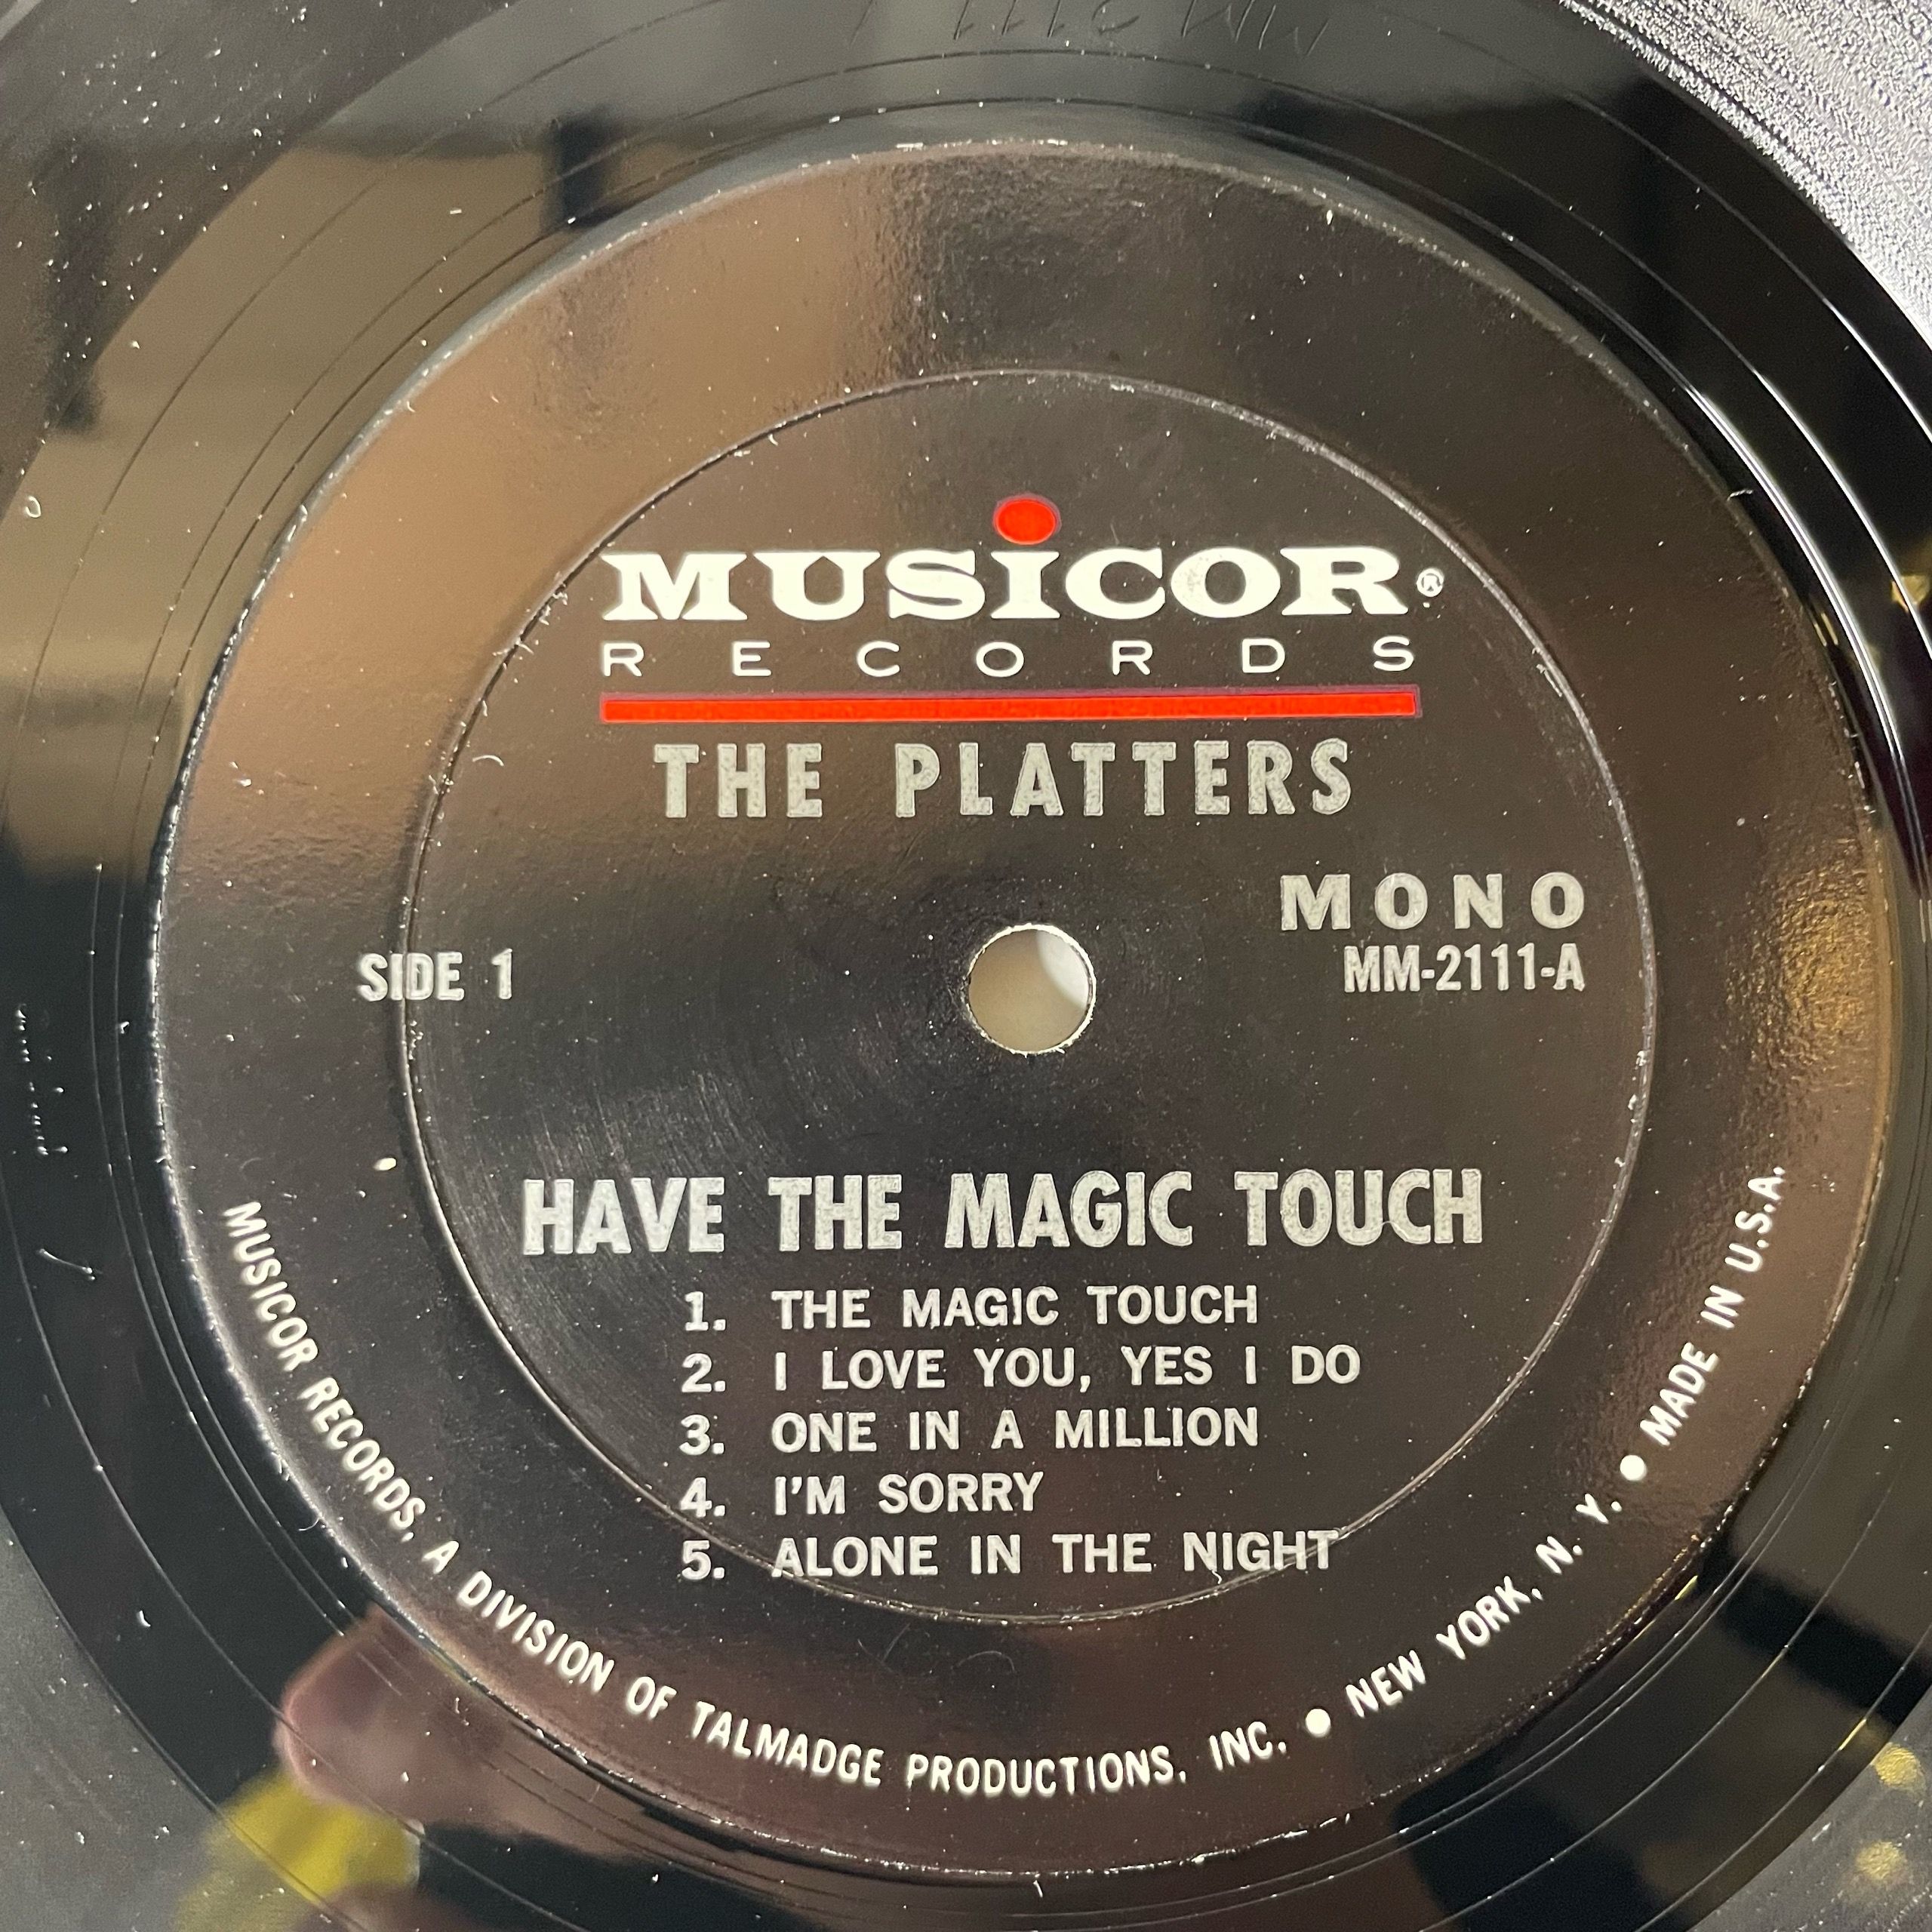 MUSiCOR®
RECORDS
THE PLATTERS
MONO
SIDE 1
MM-2111-A
HAVE THE MAGIC TOUCH
1. THE MAGIC TOUCH
2. I LOVE YOU, YES I DO
3. ONE IN A MILLION
4. I'M SORRY
5. ALONE IN THE NIGHT
MUSICOR RECORDS, A DIVISION OF TALMADGE PRODUCTIONS, INC. ● NEW YORK, N. Y. ● MADE IN U.S.A.